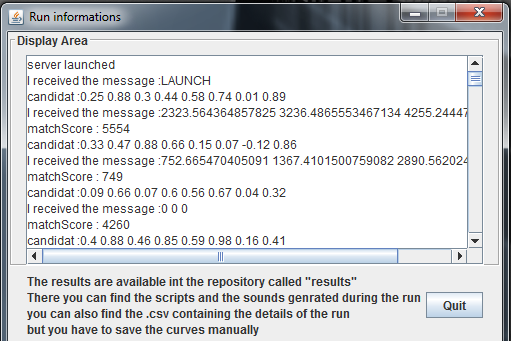 Run informations
Display Area
server launched
I received the message :LAUNCH
candidat :0.25 0.88 0.3 0.44 0.58 0.74 0.01 0.89
I received the message :2323.564364857825 3236.4865553467134 4255.24447
matchScore : 5554
candidat :0.33 0.47 0.88 0.66 0.15 0.07 -0.12 0.86
I received the message :752.665470405091 1367.4101500759082 2890.562024
matchScore : 749
candidat :0.09 0.66 0.07 0.6 0.56 0.67 0.04 0.32
I received the message :0 0 0
matchScore : 4260
candidat :0.4 0.88 0.46 0.85 0.59 0.98 0.16 0.41
The results are available int the repository called "results"
There you can find the scripts and the sounds genrated during the run
you can also find the .csv containing the details of the run
but you have to save the curves manually
Quit